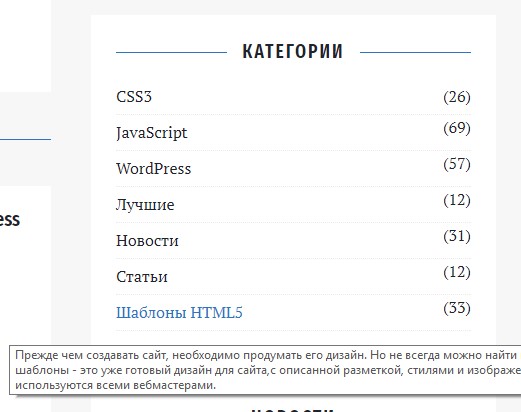 КАТЕГОРИИ
CSS3 (26)
JavaScript (69)
WordPress (57)
ess
Лучшие (12)
Новости (31)
Статьи (12)
Шаблоны HTML5 (33)
Прежде чем создавать сайт, необходимо продумать его дизайн. Но не всегда можно найти
шаблоны - это уже готовый дизайн для сайта,с описанной разметкой, стилями и изображе
используются всеми вебмастерами.
НОВОСТИ